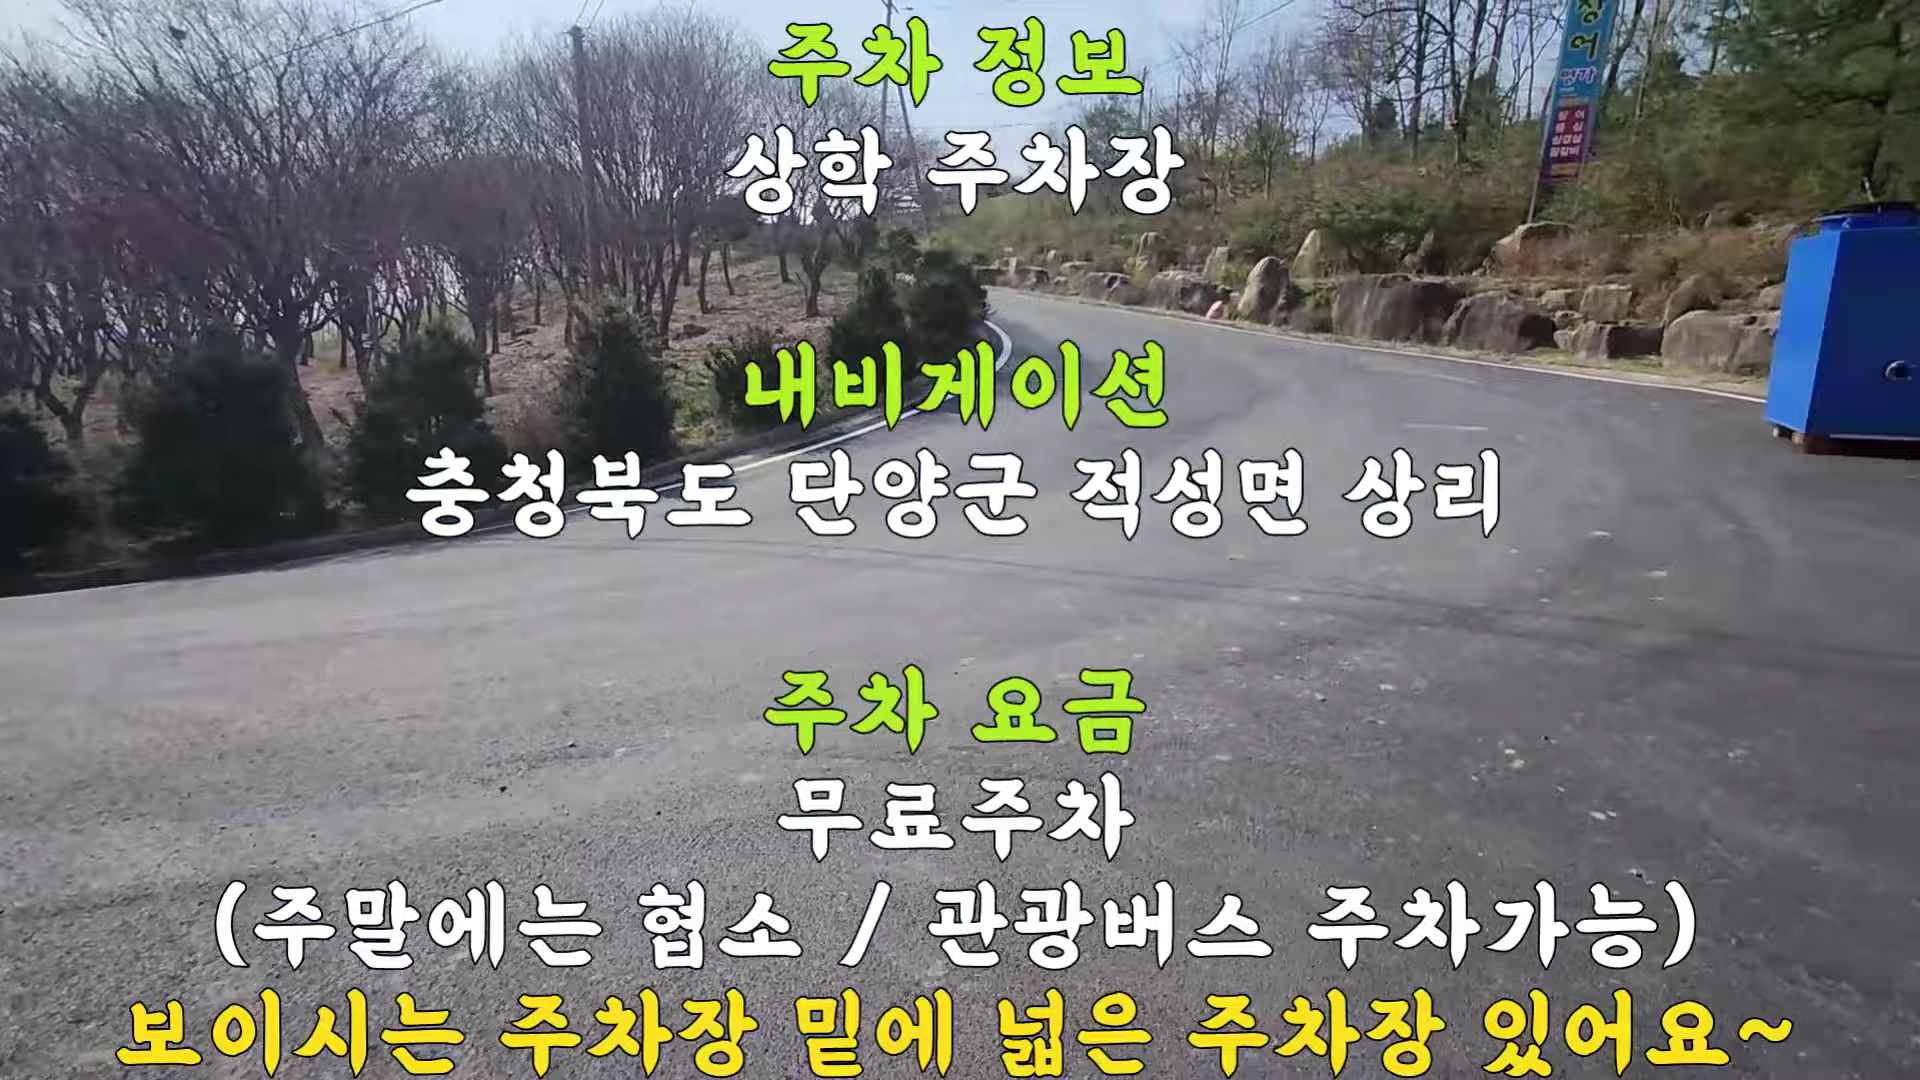 주차 정보
상학 주차장
내비게이션
충청북도 단양군 적성면 상리
주차 요금
무료주차
(주말에는 협소 / 관광버스 주차가능)
보이시는 주차장 밑에 넓은 주차장 있어요~